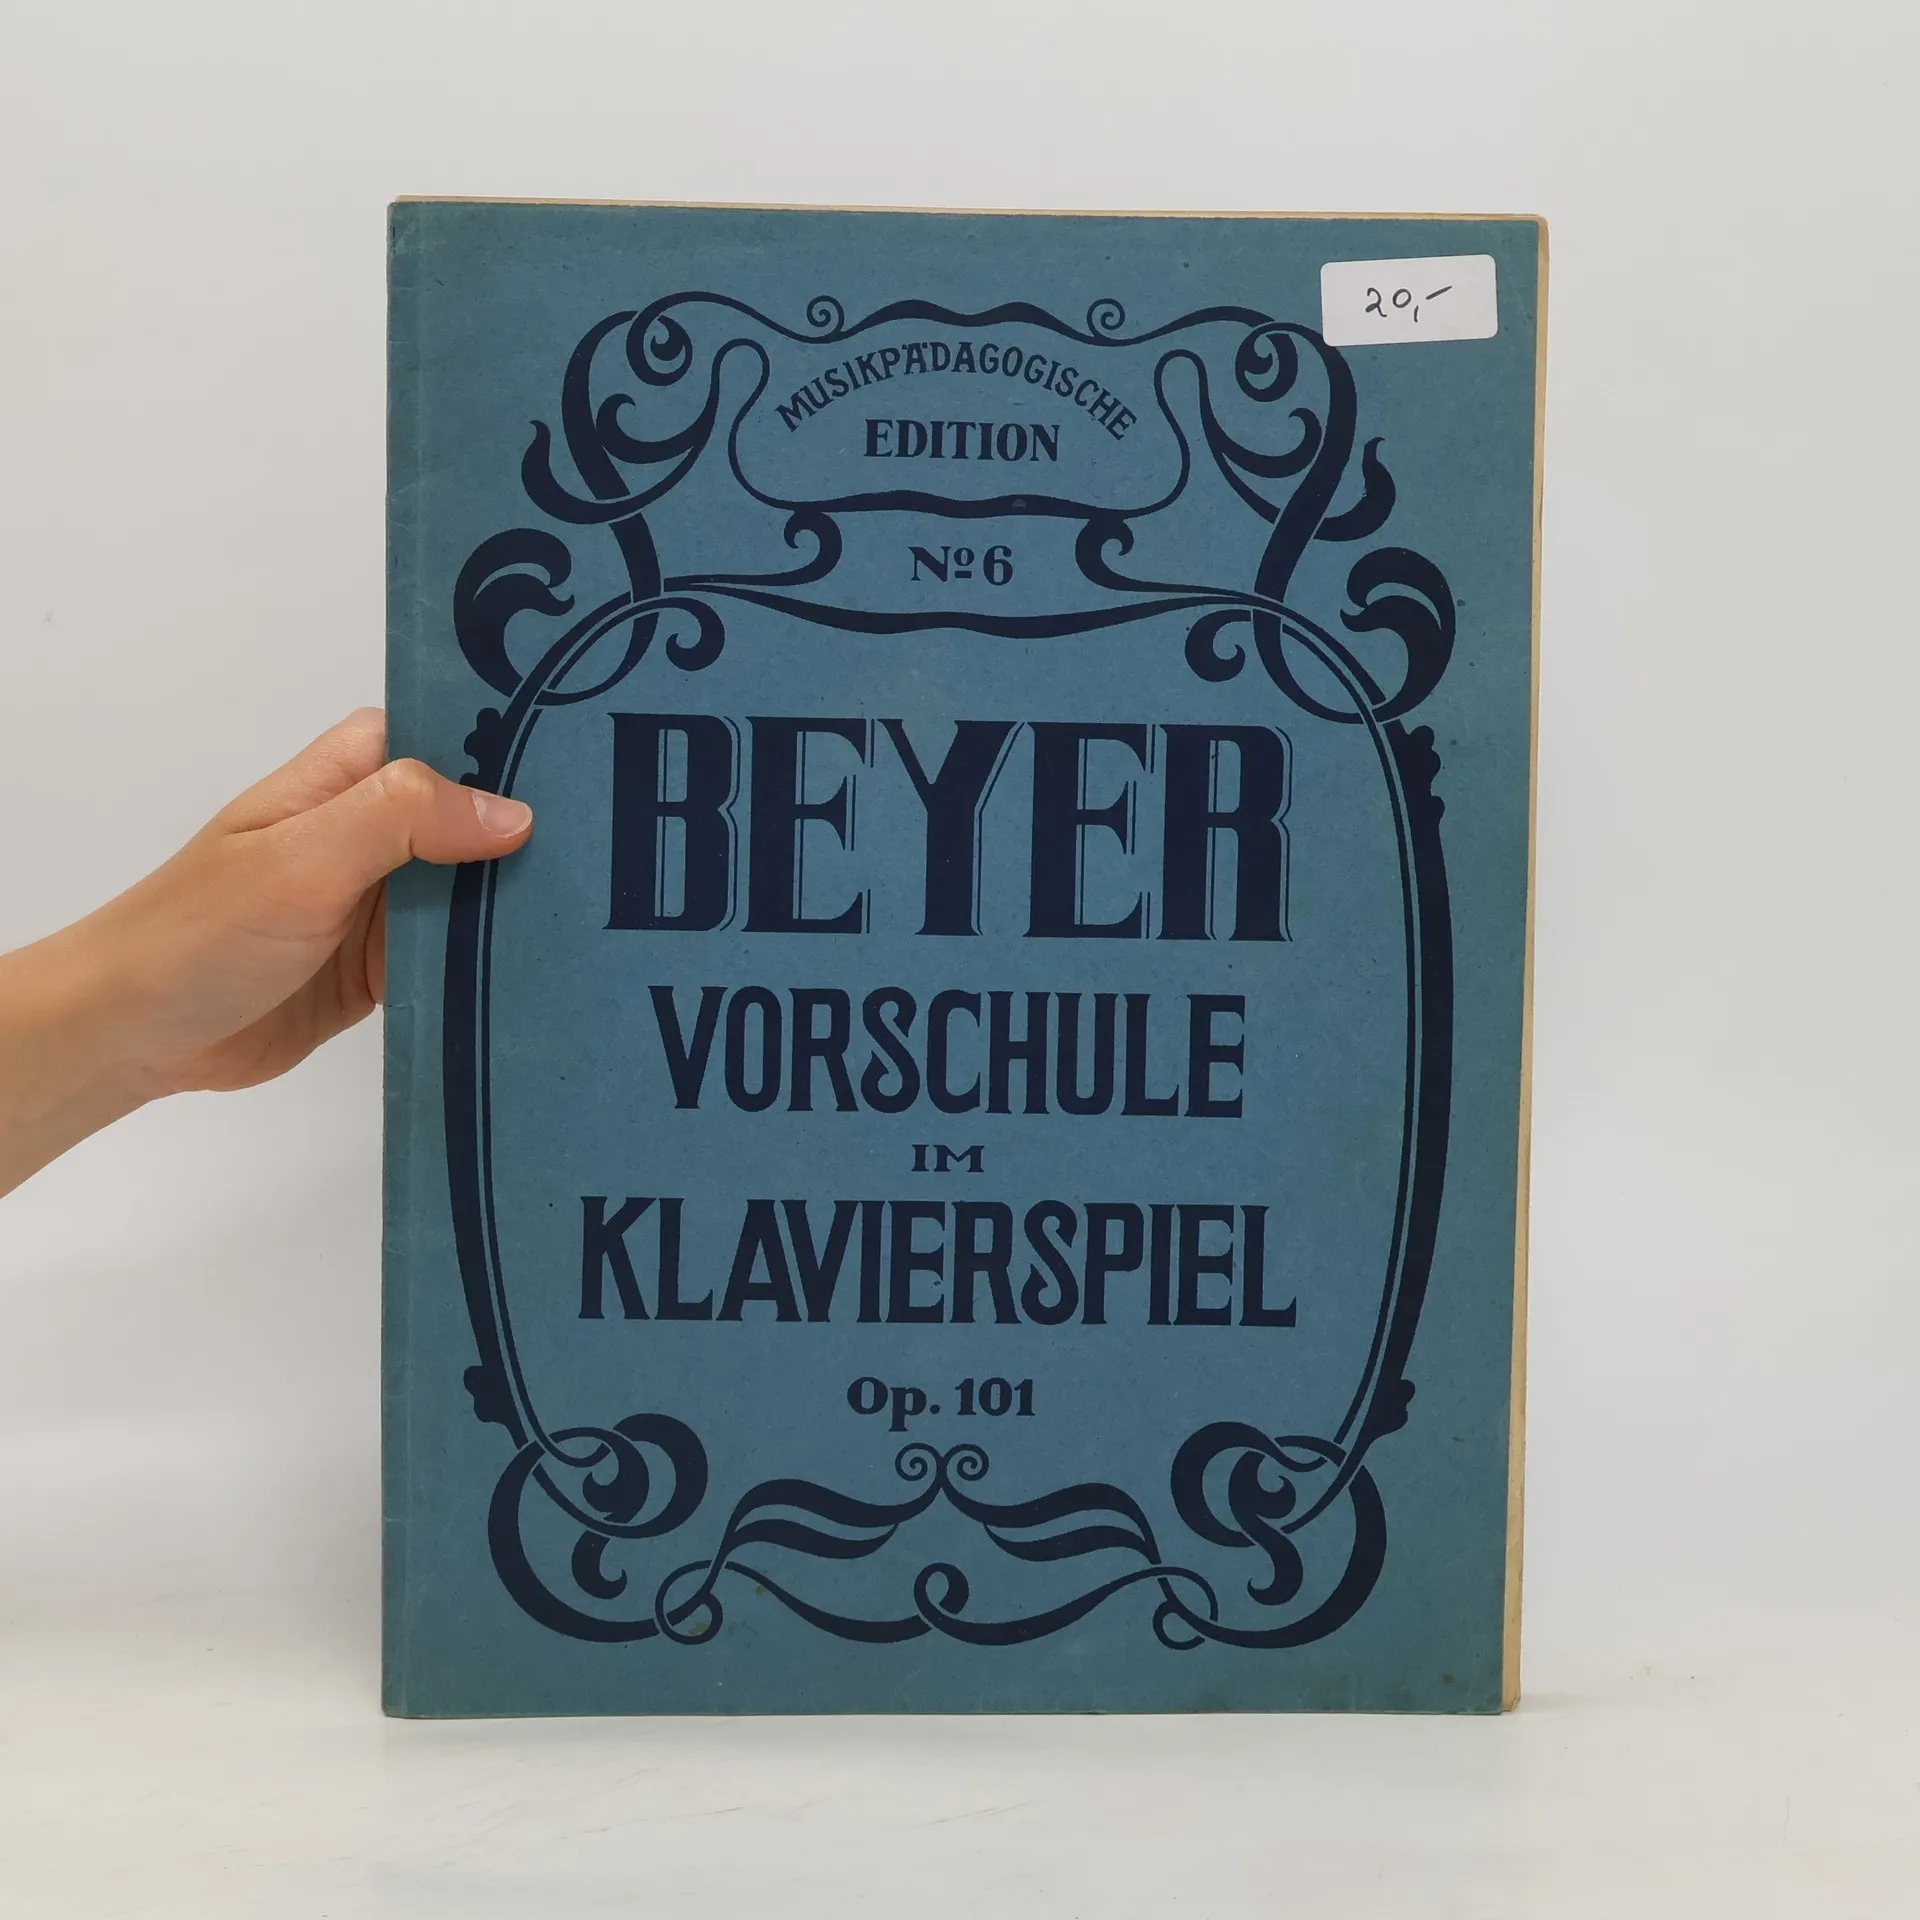 20,-
MUSIKPÄDAGOGISCHE
EDITION
Nº 6
BEYER
VORSCHULE
IM
KLAVIERSPIEL
Op. 101